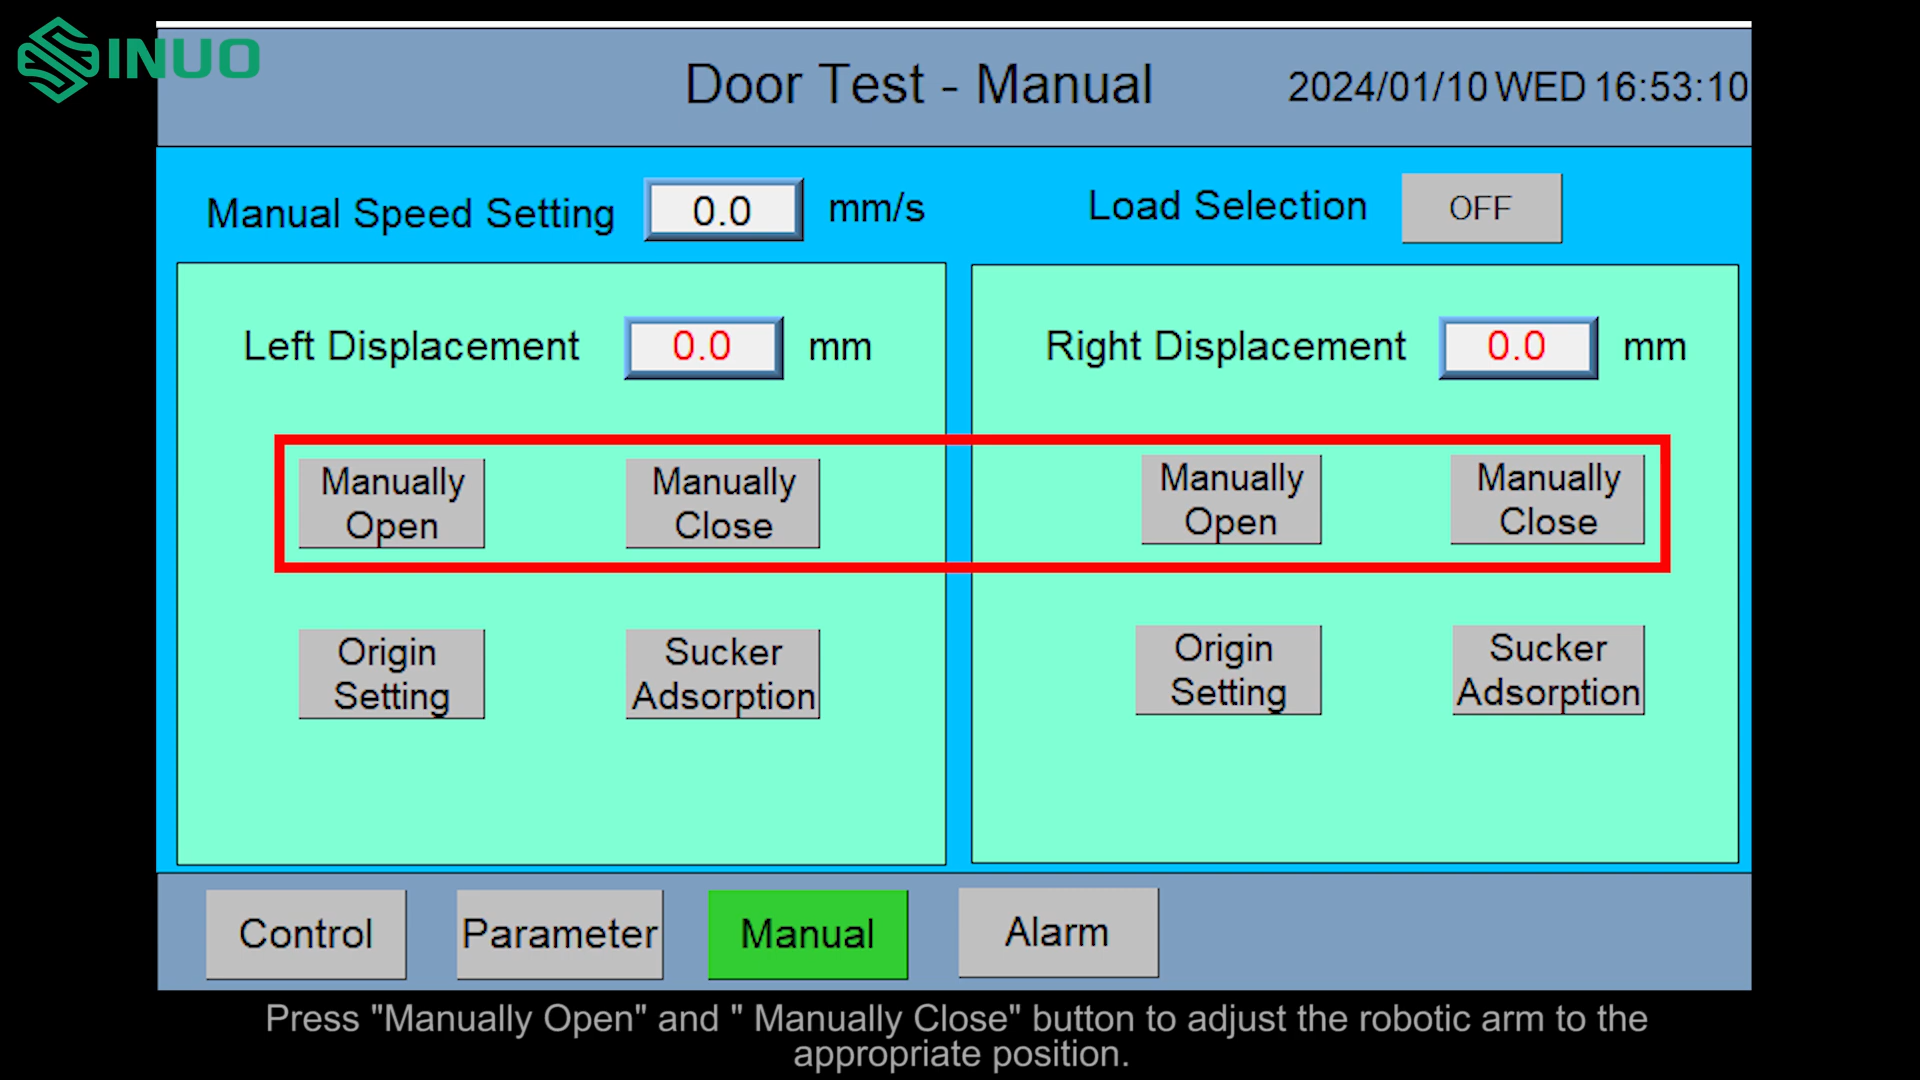 SINUO
Door Test - Manual
2024/01/10 WED 16:53:10
Manual Speed Setting 0.0 mm/s
Load Selection OFF
Left Displacement 0.0 mm
Right Displacement 0.0 mm
Manually
Open
Manually
Close
Manually
Open
Manually
Close
Origin
Setting
Sucker
Adsorption
Origin
Setting
Sucker
Adsorption
Control
Parameter
Manual
Alarm
Press "Manually Open" and " Manually Close" button to adjust the robotic arm to the
appropriate position.